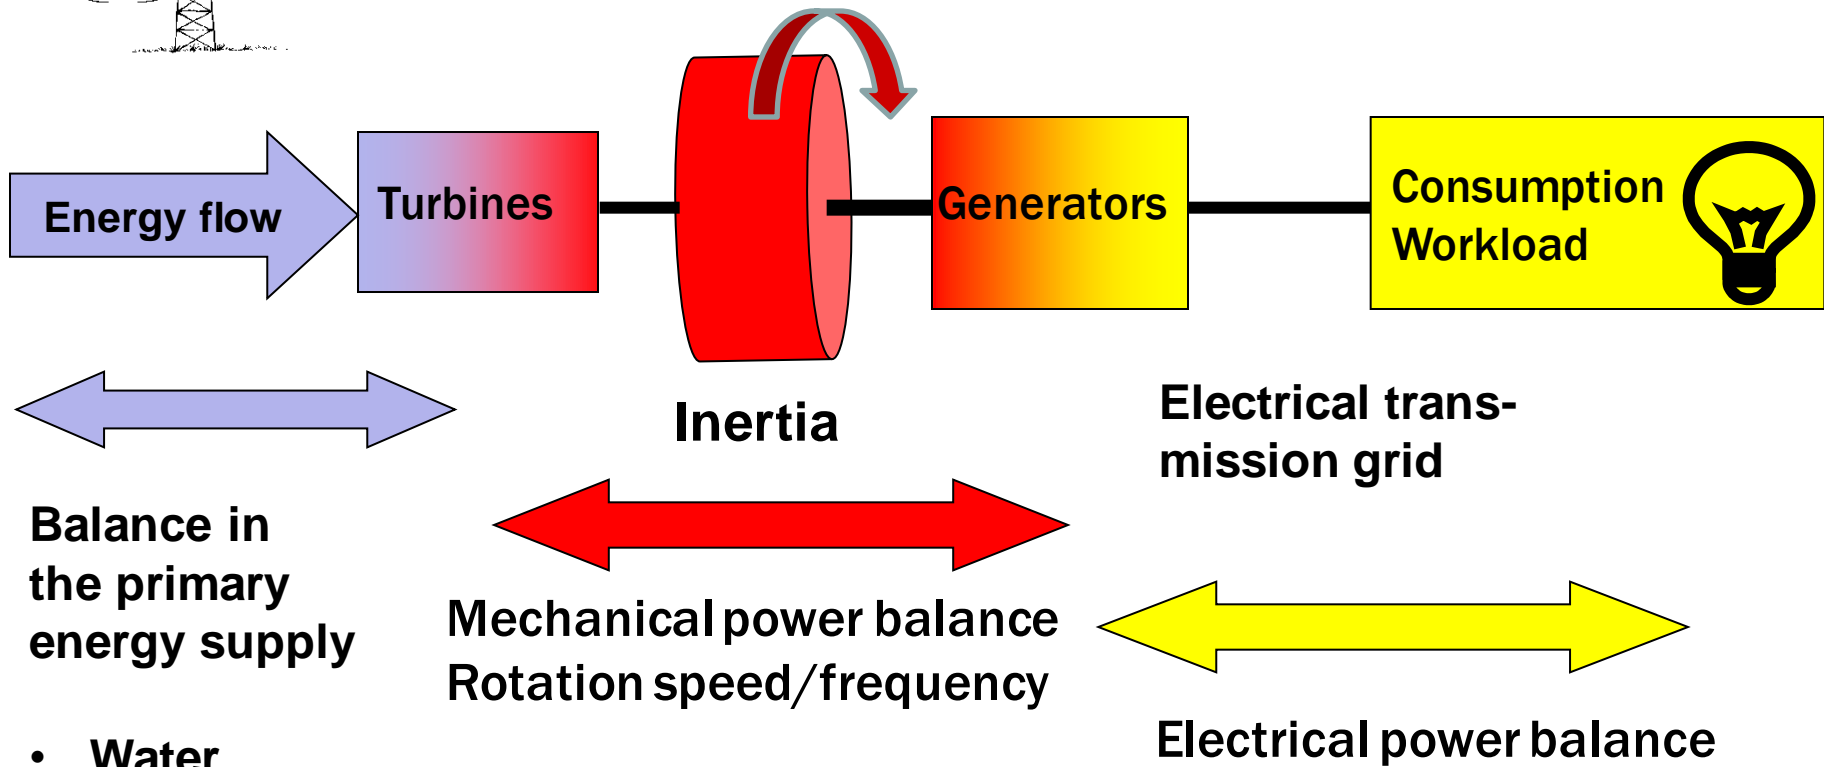 Energy flow
Turbines
Generators
Consumption
Workload
Inertia
Electrical trans-
mission grid
Balance in
the primary
energy supply
Mechanical power balance
Rotation speed/frequency
Electrical power balance
• Water